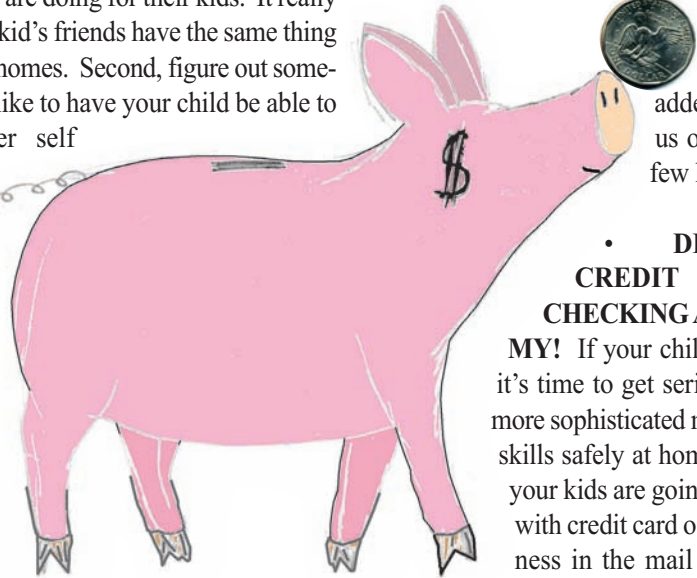 are doing for their kids. It really
kid's friends have the same thing
homes. Second, figure out some-
like to have your child be able to
er self
$
adde
us o
few
•
CREDIT
CHECKING A
MY! If your chil
it's time to get seri
more sophisticated
skills safely at hom
your kids are goin
with credit card o
ness in the mail